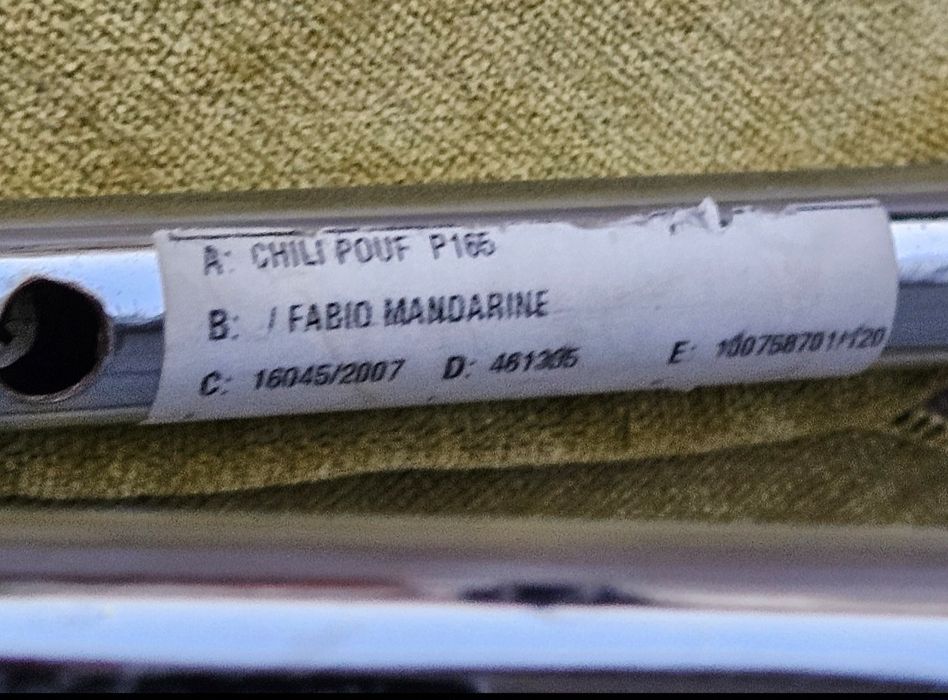 A: CHILI POUF P165
B: / FABIO MANDARINE
C: 16045/2007 D: 461305 E: 100758701/120